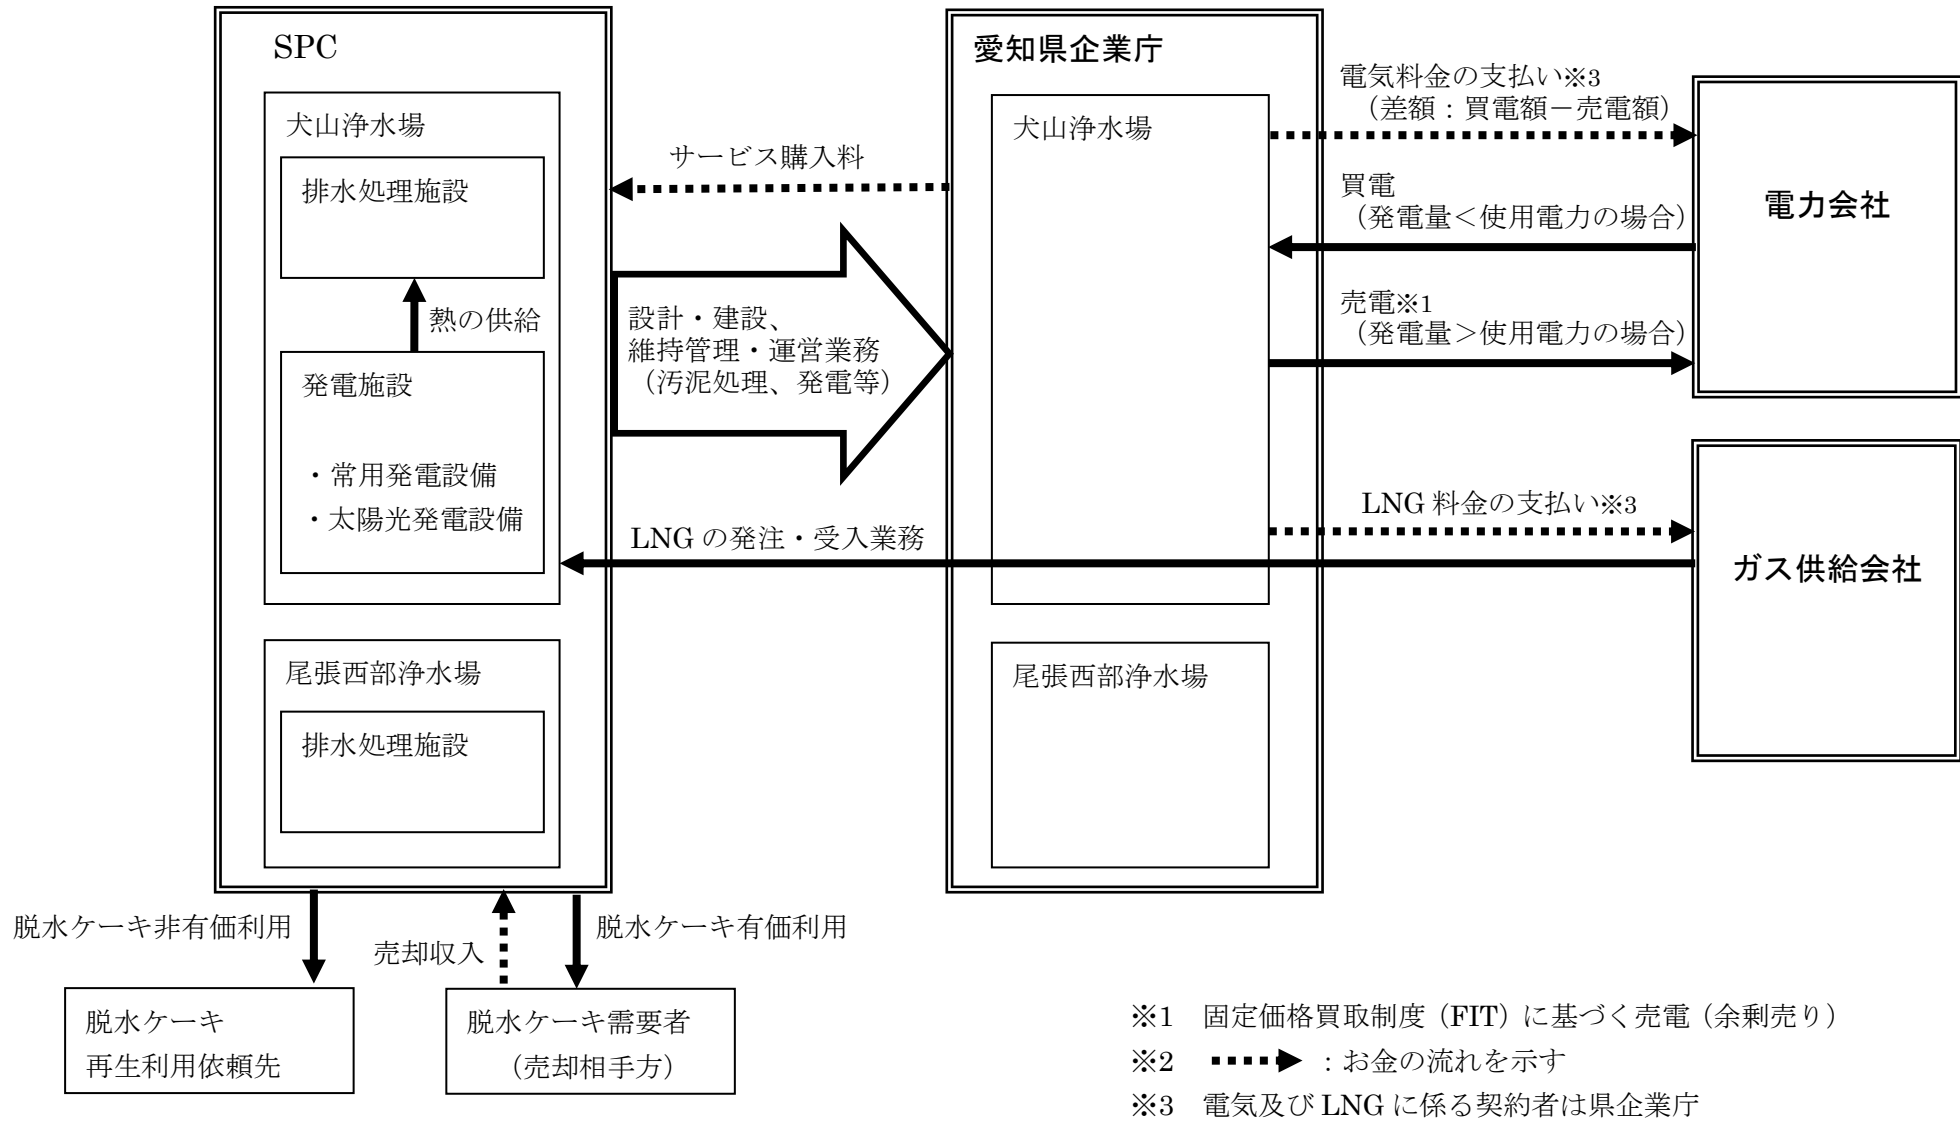 SPC
犬山浄水場
排水処理施設
熱の供給
発電施設
・常用発電設備
・太陽光発電設備
尾張西部浄水場
排水処理施設
サービス購入料
設計・建設、
維持管理・運営業務
（汚泥処理、発電等）
LNG の発注・受入業務
愛知県企業庁
犬山浄水場
尾張西部浄水場
電気料金の支払い※3
（差額：買電額－売電額）
買電
（発電量＜使用電力の場合）
売電※1
（発電量＞使用電力の場合）
LNG 料金の支払い※3
電力会社
ガス供給会社
脱水ケーキ非有価利用
売却収入
脱水ケーキ有価利用
脱水ケーキ
再生利用依頼先
脱水ケーキ需要者
（売却相手方）
※1 固定価格買取制度（FIT）に基づく売電（余剰売り）
※2 ：お金の流れを示す
※3 電気及び LNG に係る契約者は県企業庁